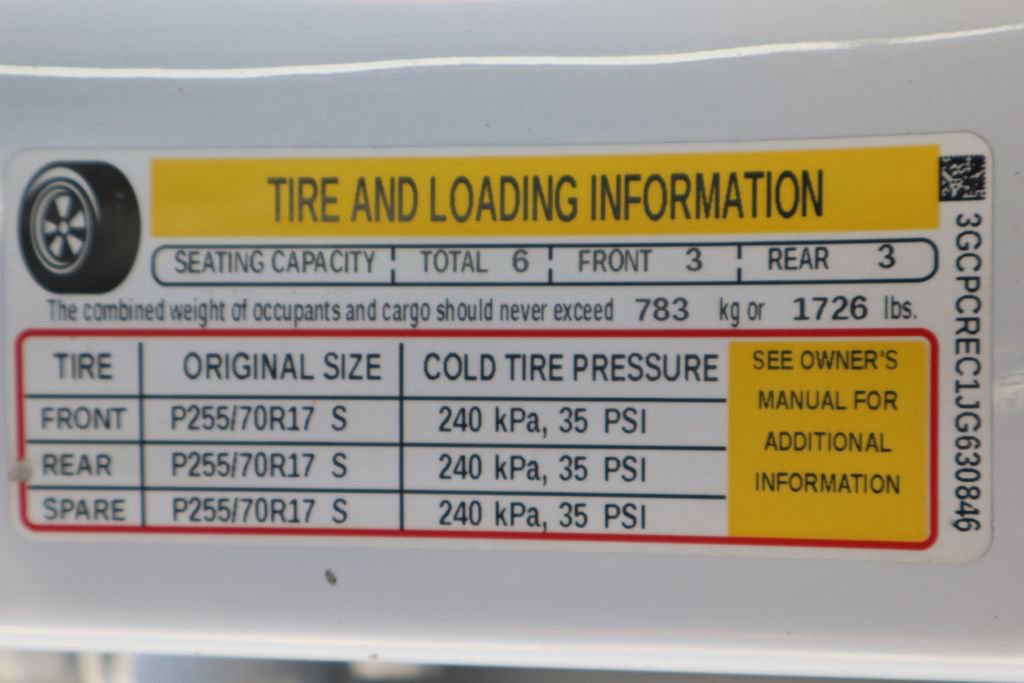 TIRE AND LOADING INFORMATION
SEATING CAPACITY TOTAL 6 FRONT 3 REAR 3
The combined weight of occupants and cargo should never exceed 783 kg or 1726 lbs.
TIRE ORIGINAL SIZE COLD TIRE PRESSURE
FRONT P255/70R17 S 240 kPa, 35 PSI
REAR P255/70R17 S 240 kPa, 35 PSI
SPARE P255/70R17 S 240 kPa, 35 PSI
SEE OWNER'S
MANUAL FOR
ADDITIONAL
INFORMATION
3GCPCREC1JG630846